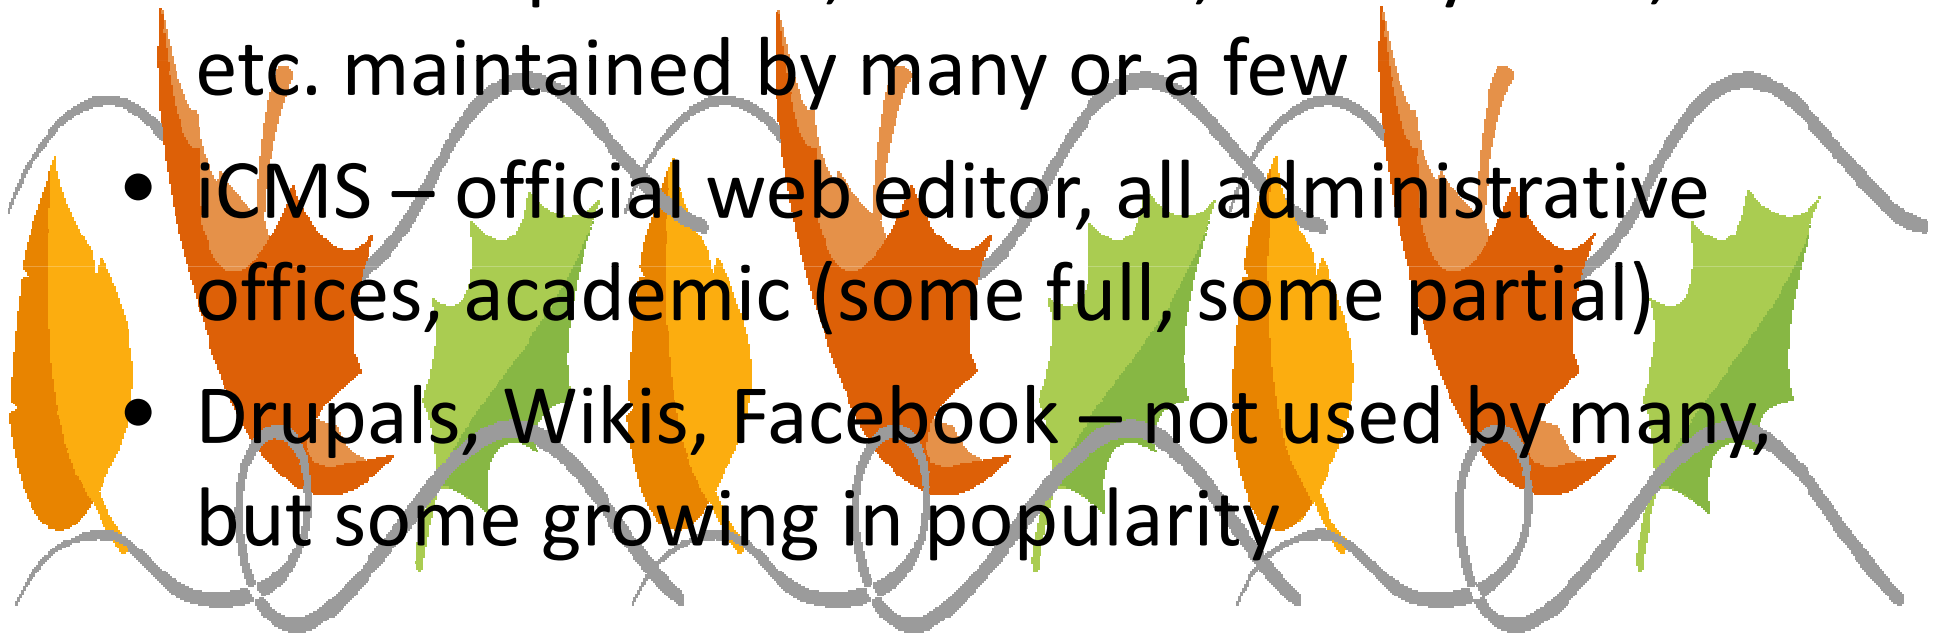 etc. maintained by many or a few
• iCMS – official web editor, all administrative
offices, academic (some full, some partial)
• Drupals, Wikis, Facebook – not used by many,
but some growing in popularity